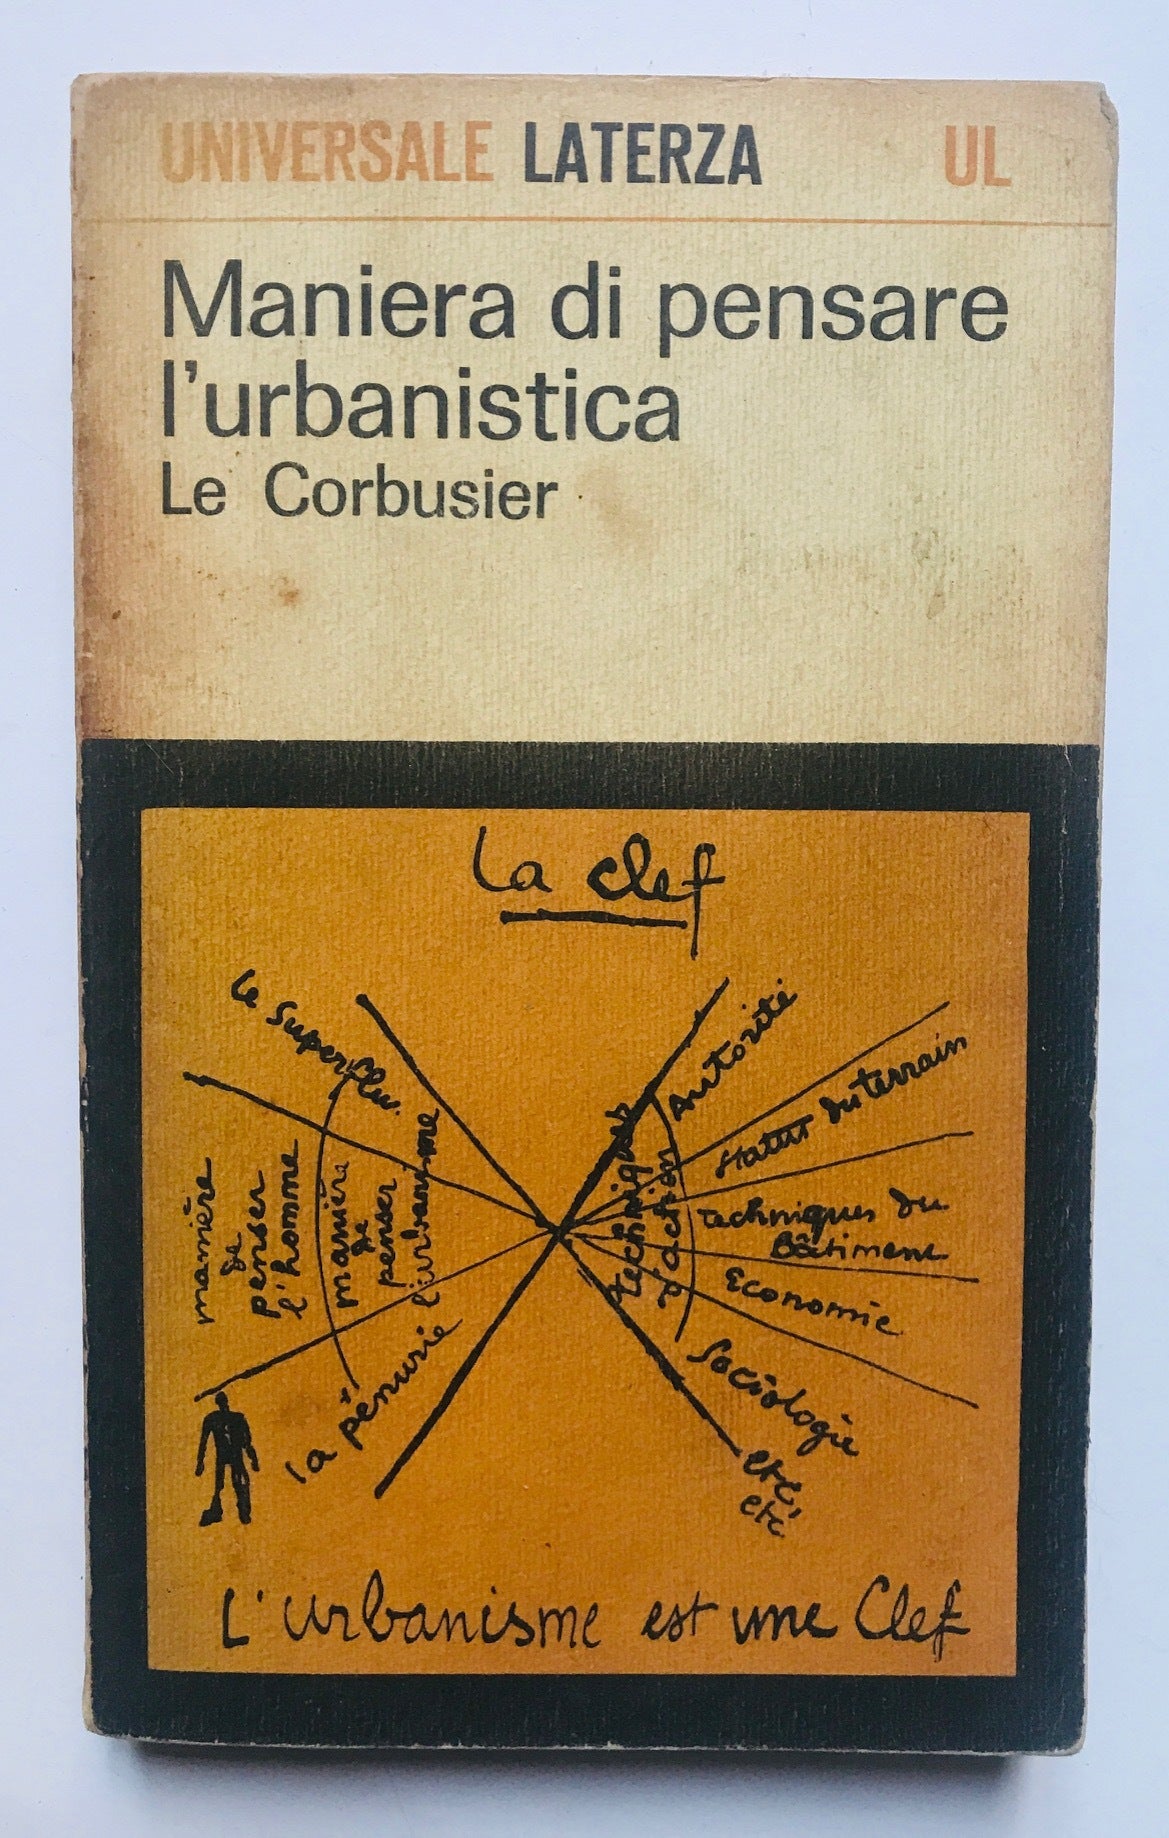 UNIVERSALE LATERZA UL
Maniera di pensare
l'urbanistica
Le Corbusier
La clef
Le superflu.
manière
de
penser
l'homme
manière
de
penser
l'urbanisme
la pénurie
techniques
d'action
Autorité
statut du terrain
techniques du
Bâtiment
Economie
Sociologie
etc,
etc
L'urbanisme est une Clef